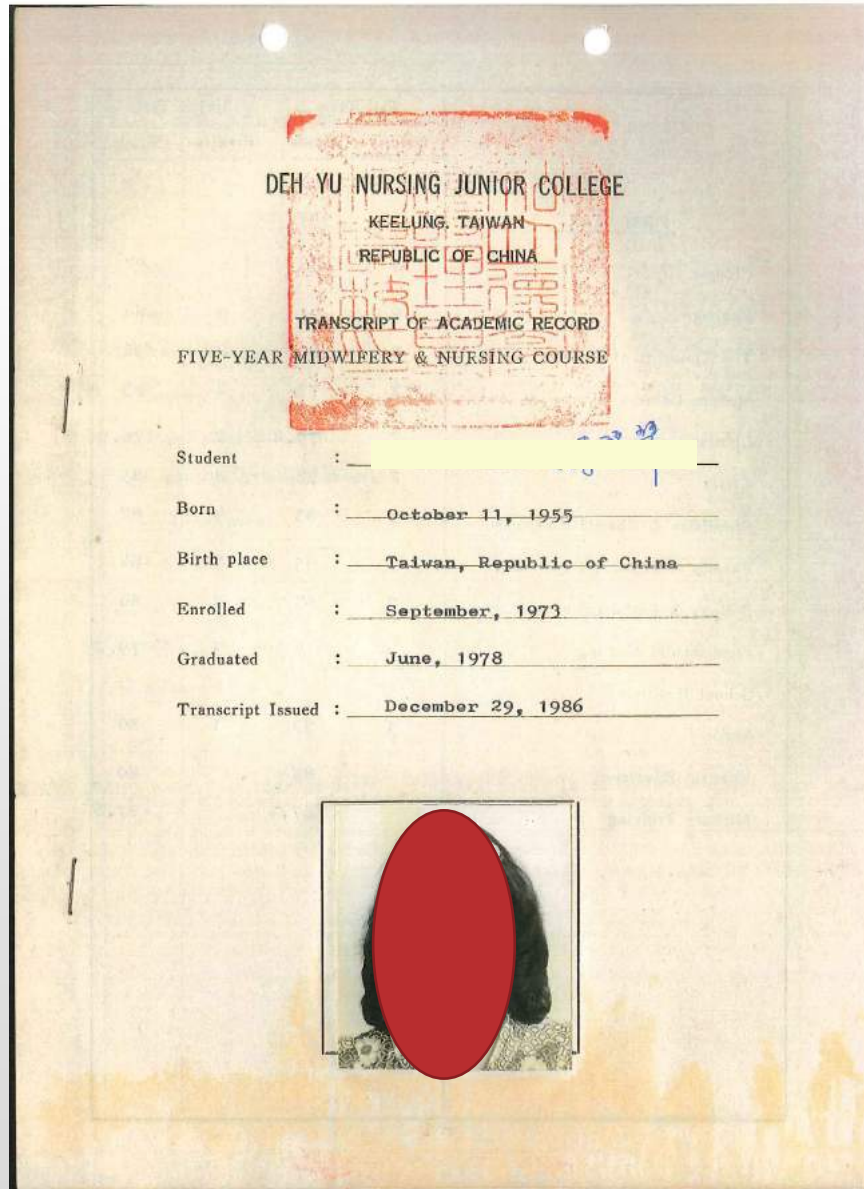 DEH YU NURSING JUNIOR COLLEGE
KEELUNG, TAIWAN
REPUBLIC OF CHINA
TRANSCRIPT OF ACADEMIC RECORD
FIVE-YEAR MIDWIFERY & NURSING COURSE
Student :
Born : October 11, 1955
Birth place : Taiwan, Republic of China
Enrolled : September, 1973
Graduated : June, 1978
Transcript Issued : December 29, 1986